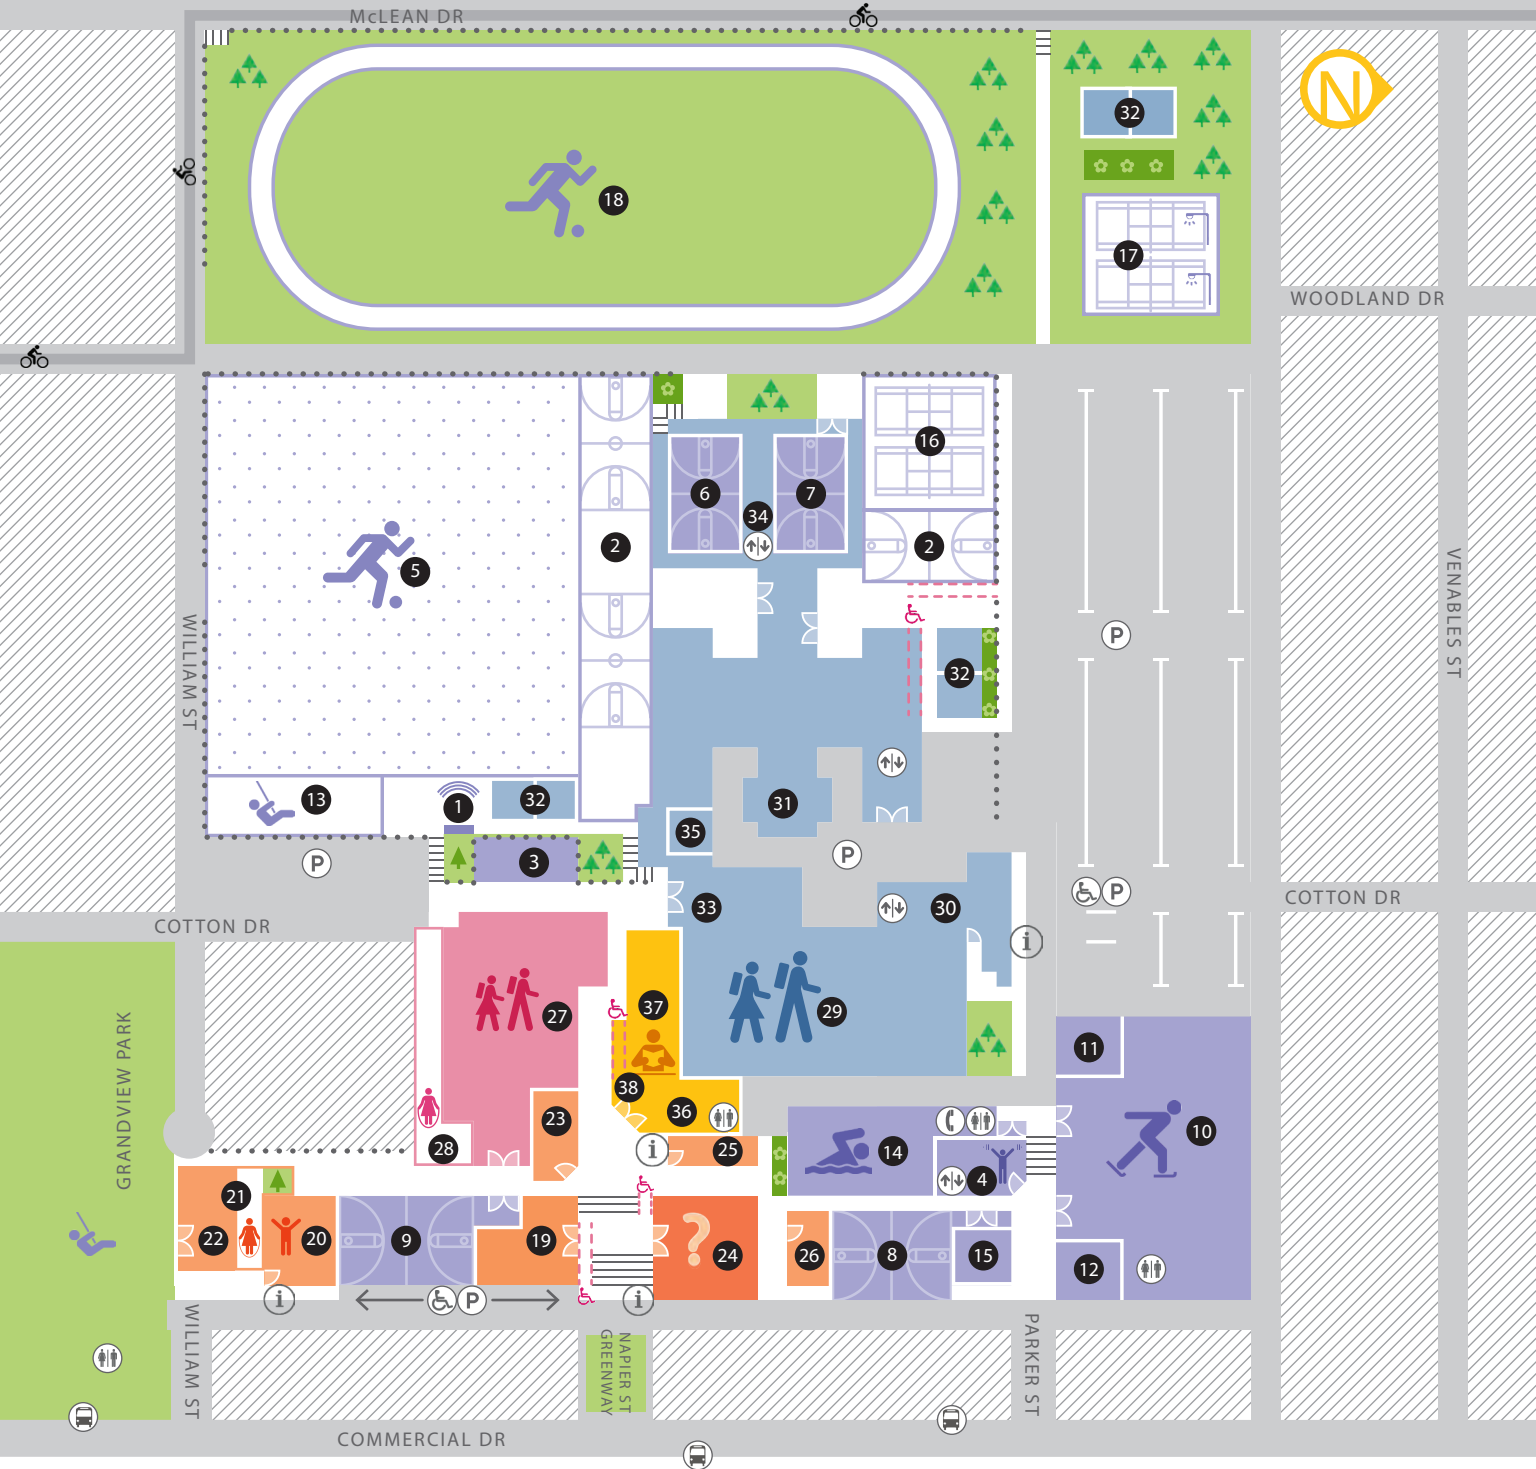 McLEAN DR
N
32
18
17
WOODLAND DR
16
6
7
34
2
2
5
P
VENABLES ST
WILLIAM ST
32
13
1
32
31
35
3
P
P
P
COTTON DR
33
30
COTTON DR
i
37
27
29
11
GRANDVIEW PARK
38
36
23
10
28
i
25
14
4
21
22
20
9
19
24
26
8
15
12
i
P
i
WILLIAM ST
NAPIER ST
GREENWAY
PARKER ST
COMMERCIAL DR